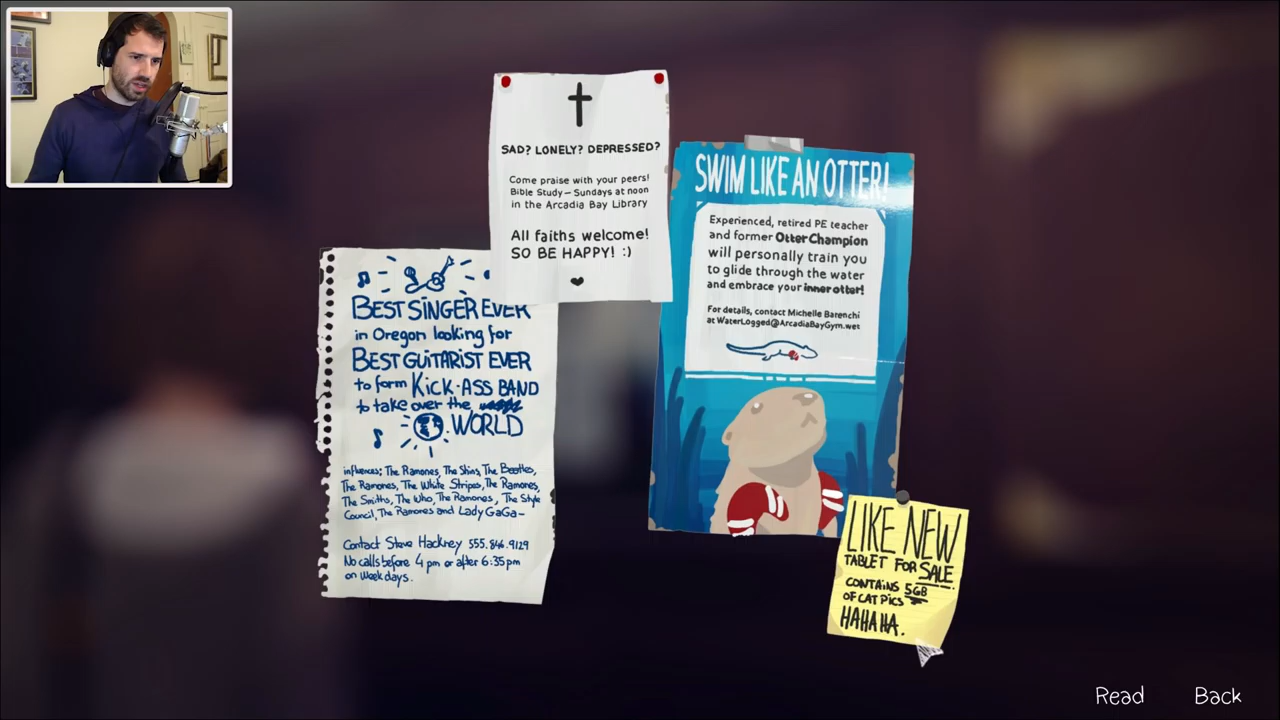 SAD? LONELY? DEPRESSED?
Come praise with your peers!
Bible Study - Sundays at noon
in the Arcadia Bay Library
All faiths welcome!
SO BE HAPPY! :)
SWIM LIKE AN OTTER!
Experienced, retired PE teacher
and former Otter Champion
will personally train you
to glide through the water
and embrace your inner otter!
For details, contact Michelle Barenchi
at WaterLogged@ArcadiaBayGym.wet
BEST SINGER EVER
in Oregon looking for
BEST GUITARIST EVER
to form KICK-ASS BAND
to take over the
WORLD
influences: The Ramones, The Shins, The Beatles,
The Ramones, The White Stripes, The Ramones,
The Smiths, The Who, The Ramones, The Style
Council, The Ramones and Lady GaGa-
Contact Steve Hackney 555.846.9129
No calls before 4 pm or after 6:35 pm
on weekdays.
LIKE NEW
TABLET FOR SALE
CONTAINS 5GB
OF CAT PICS
HAHAHA.
Read
Back